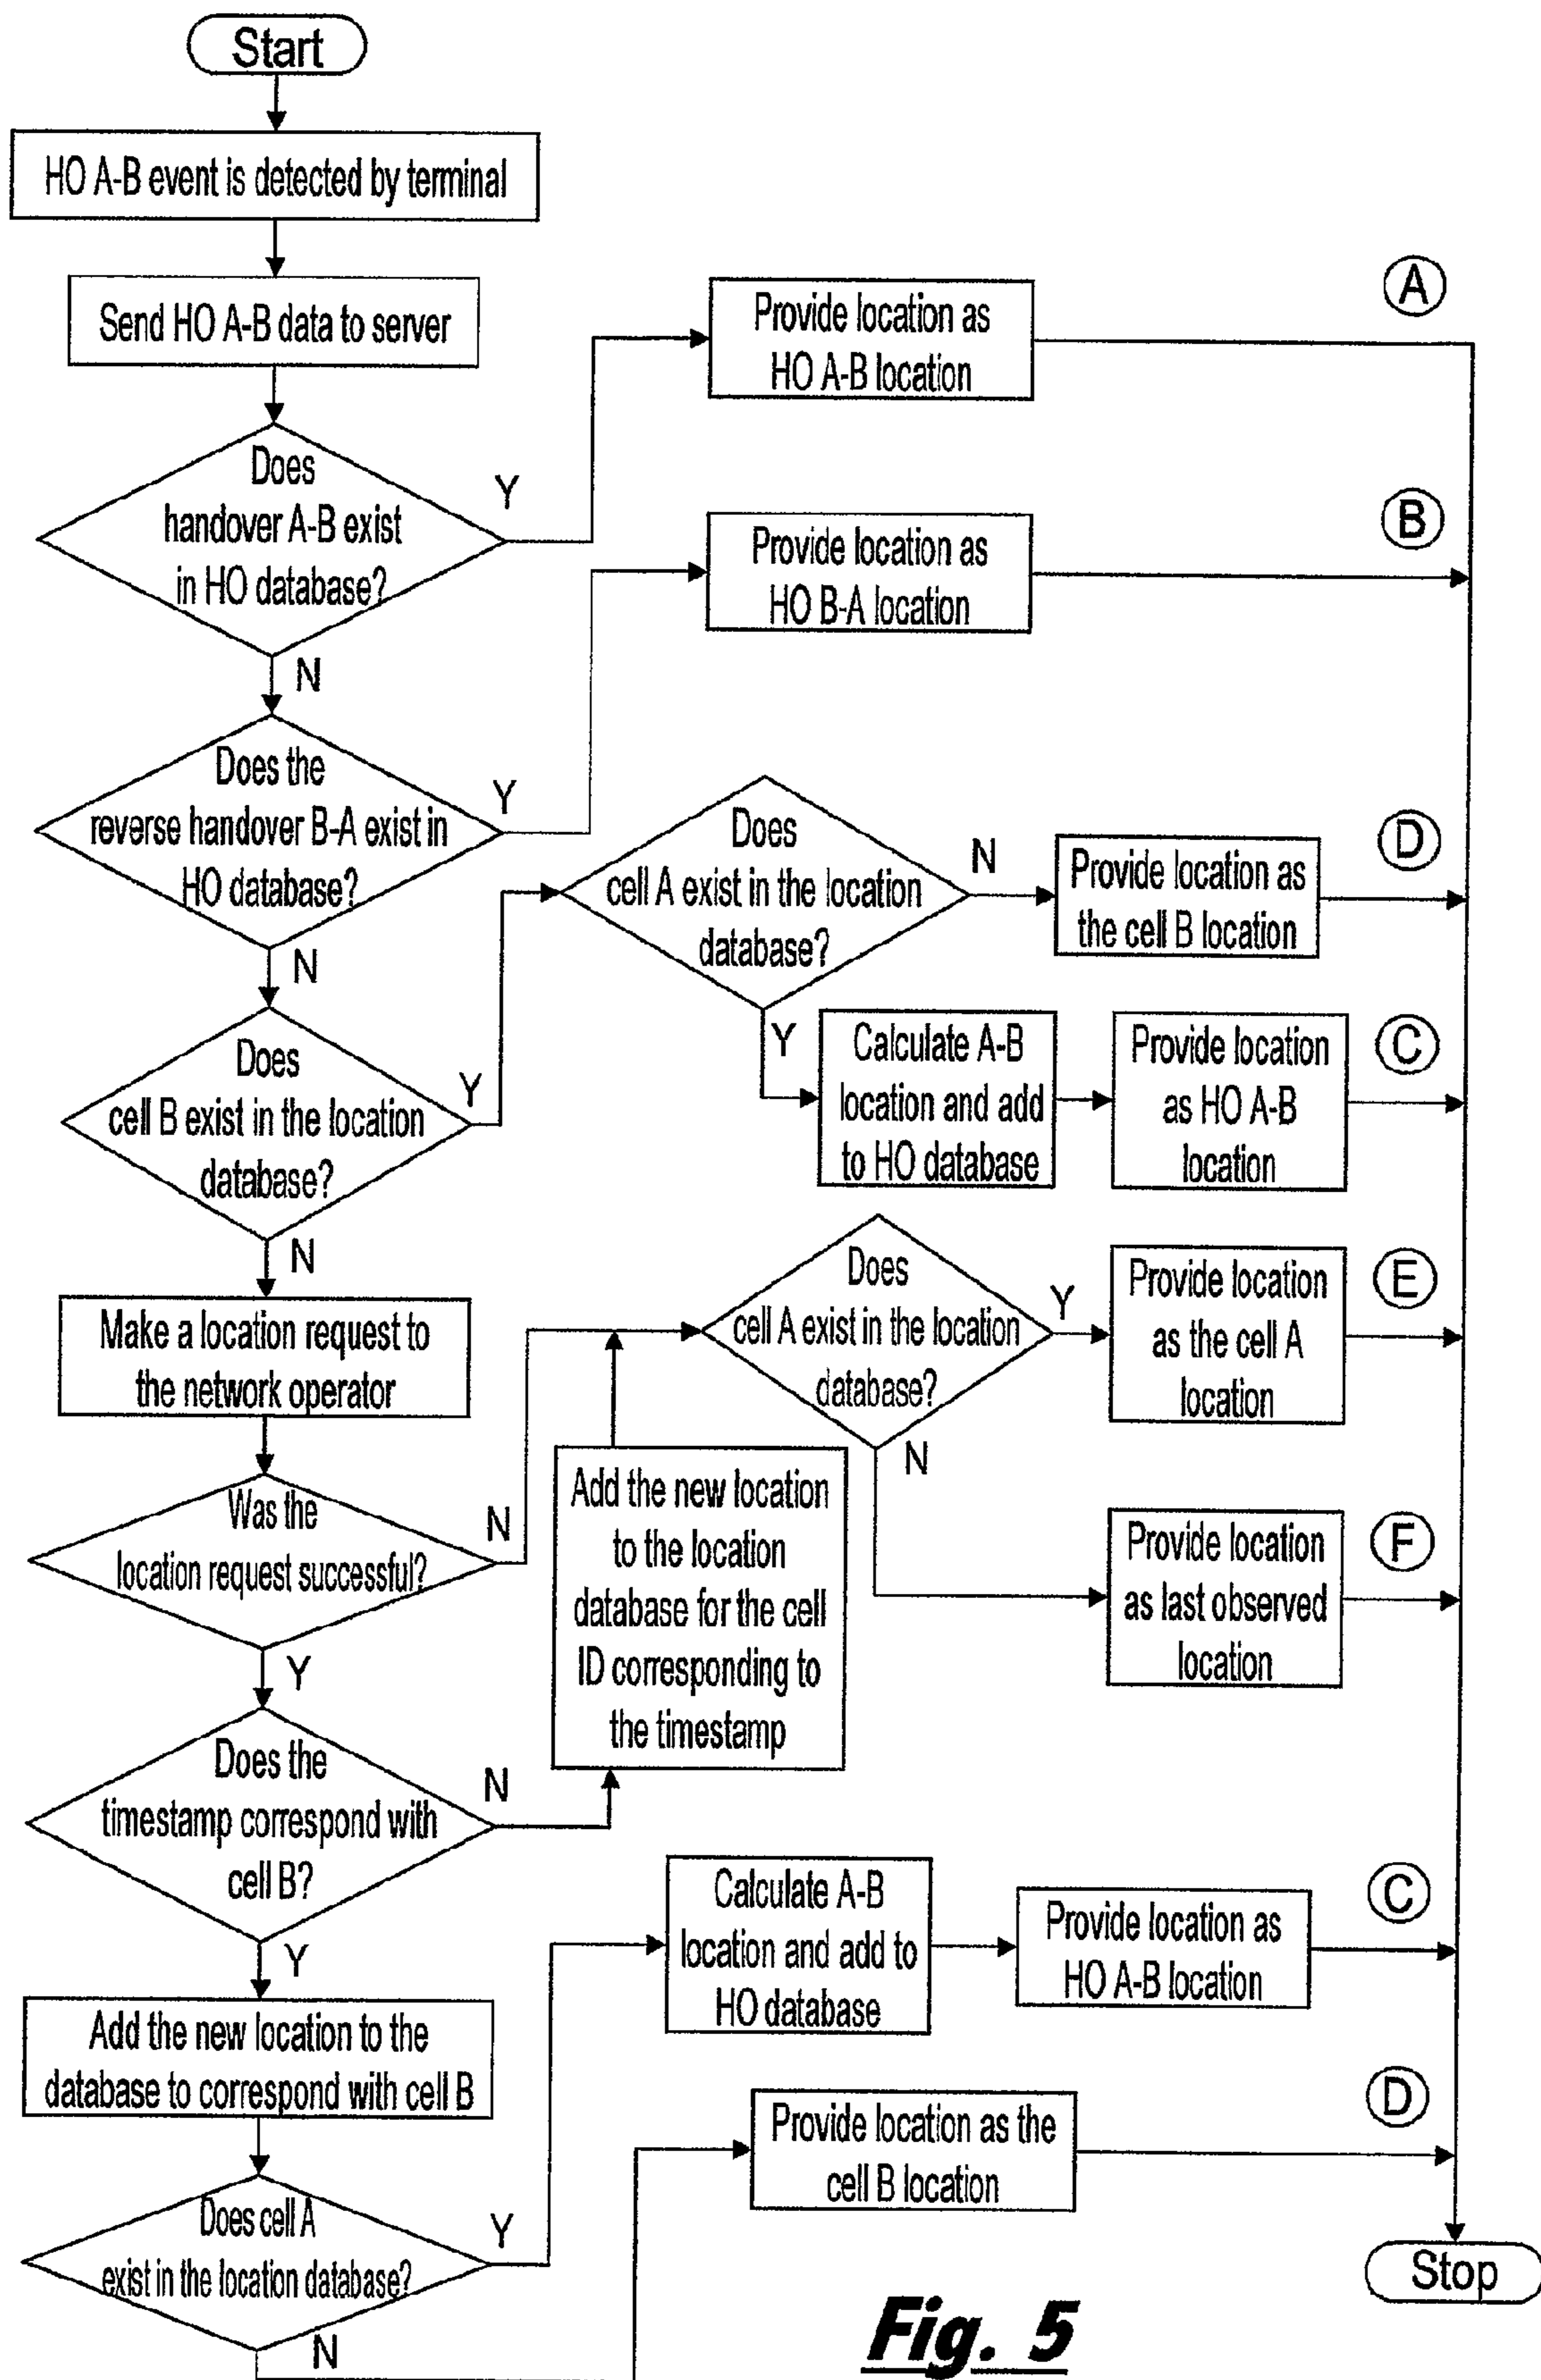 Start
HO A-B event is detected by terminal
Send HO A-B data to server
Does
handover A-B exist
in HO database?
Y
N
Provide location as
HO A-B location
A
Does the
reverse handover B-A exist in
HO database?
Y
N
Provide location as
HO B-A location
B
Does
cell B exist in the location
database?
Y
N
Does
cell A exist in the location
database?
N
Y
Provide location as
the cell B location
D
Calculate A-B
location and add
to HO database
Provide location
as HO A-B
location
C
Make a location request to
the network operator
Was the
location request successful?
N
Y
Does
cell A exist in the location
database?
Y
N
Provide location
as the cell A
location
E
Provide location
as last observed
location
F
Does the
timestamp correspond with
cell B?
N
Y
Add the new location
to the location
database for the cell
ID corresponding to
the timestamp
Add the new location to the
database to correspond with cell B
Does cell A
exist in the location database?
Y
N
Calculate A-B
location and add to
HO database
Provide location as
HO A-B location
C
Provide location as the
cell B location
D
Stop
Fig. 5